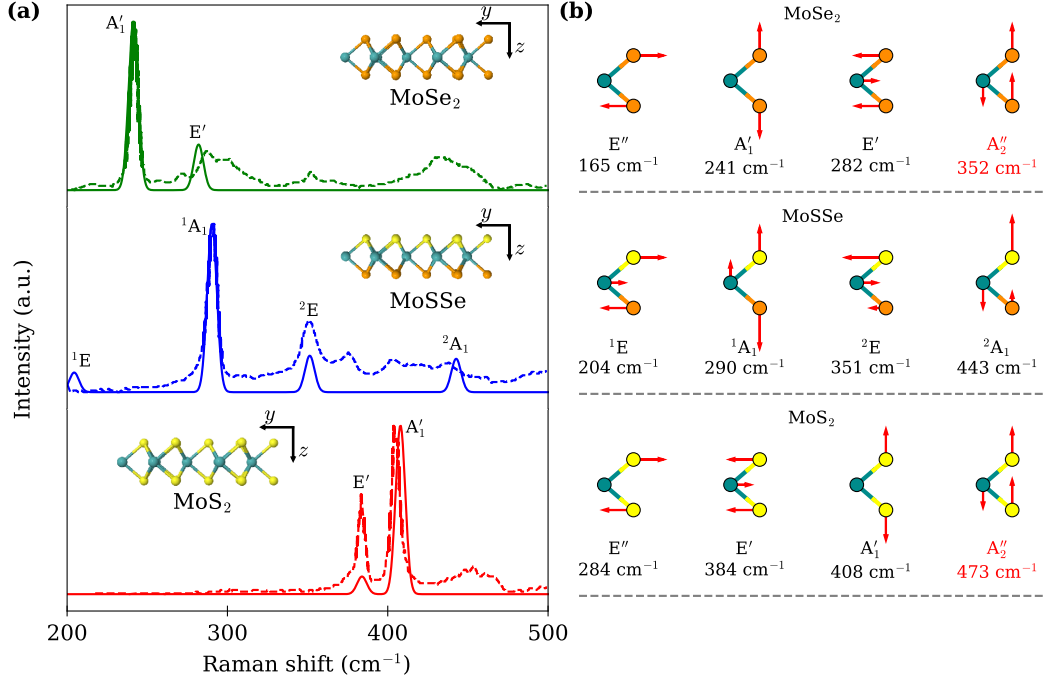 (a)
A′₁
E′
y
z
MoSe₂
¹A₁
y
z
MoSSe
¹E
²E
²A₁
y
z
MoS₂
E′
A′₁
Intensity (a.u.)
200 300 400 500
Raman shift (cm⁻¹)
(b)
MoSe₂
E″ A′₁ E′ A″₂
165 cm⁻¹ 241 cm⁻¹ 282 cm⁻¹ 352 cm⁻¹
MoSSe
¹E ¹A₁ ²E ²A₁
204 cm⁻¹ 290 cm⁻¹ 351 cm⁻¹ 443 cm⁻¹
MoS₂
E″ E′ A′₁ A″₂
284 cm⁻¹ 384 cm⁻¹ 408 cm⁻¹ 473 cm⁻¹